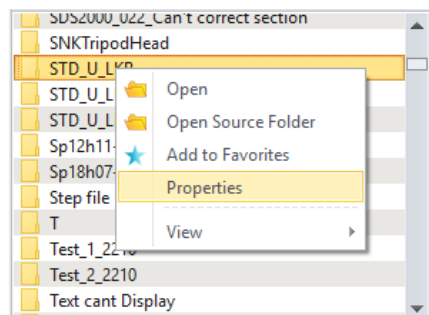 SDS2000_022_Can't correct section
SNKTripodHead
STD_U_LKB
STD_U_L
STD_U_L
Sp12h11-
Sp18h07-
Step file
T
Test_1_2210
Test_2_2210
Text cant Display
Open
Open Source Folder
Add to Favorites
Properties
View